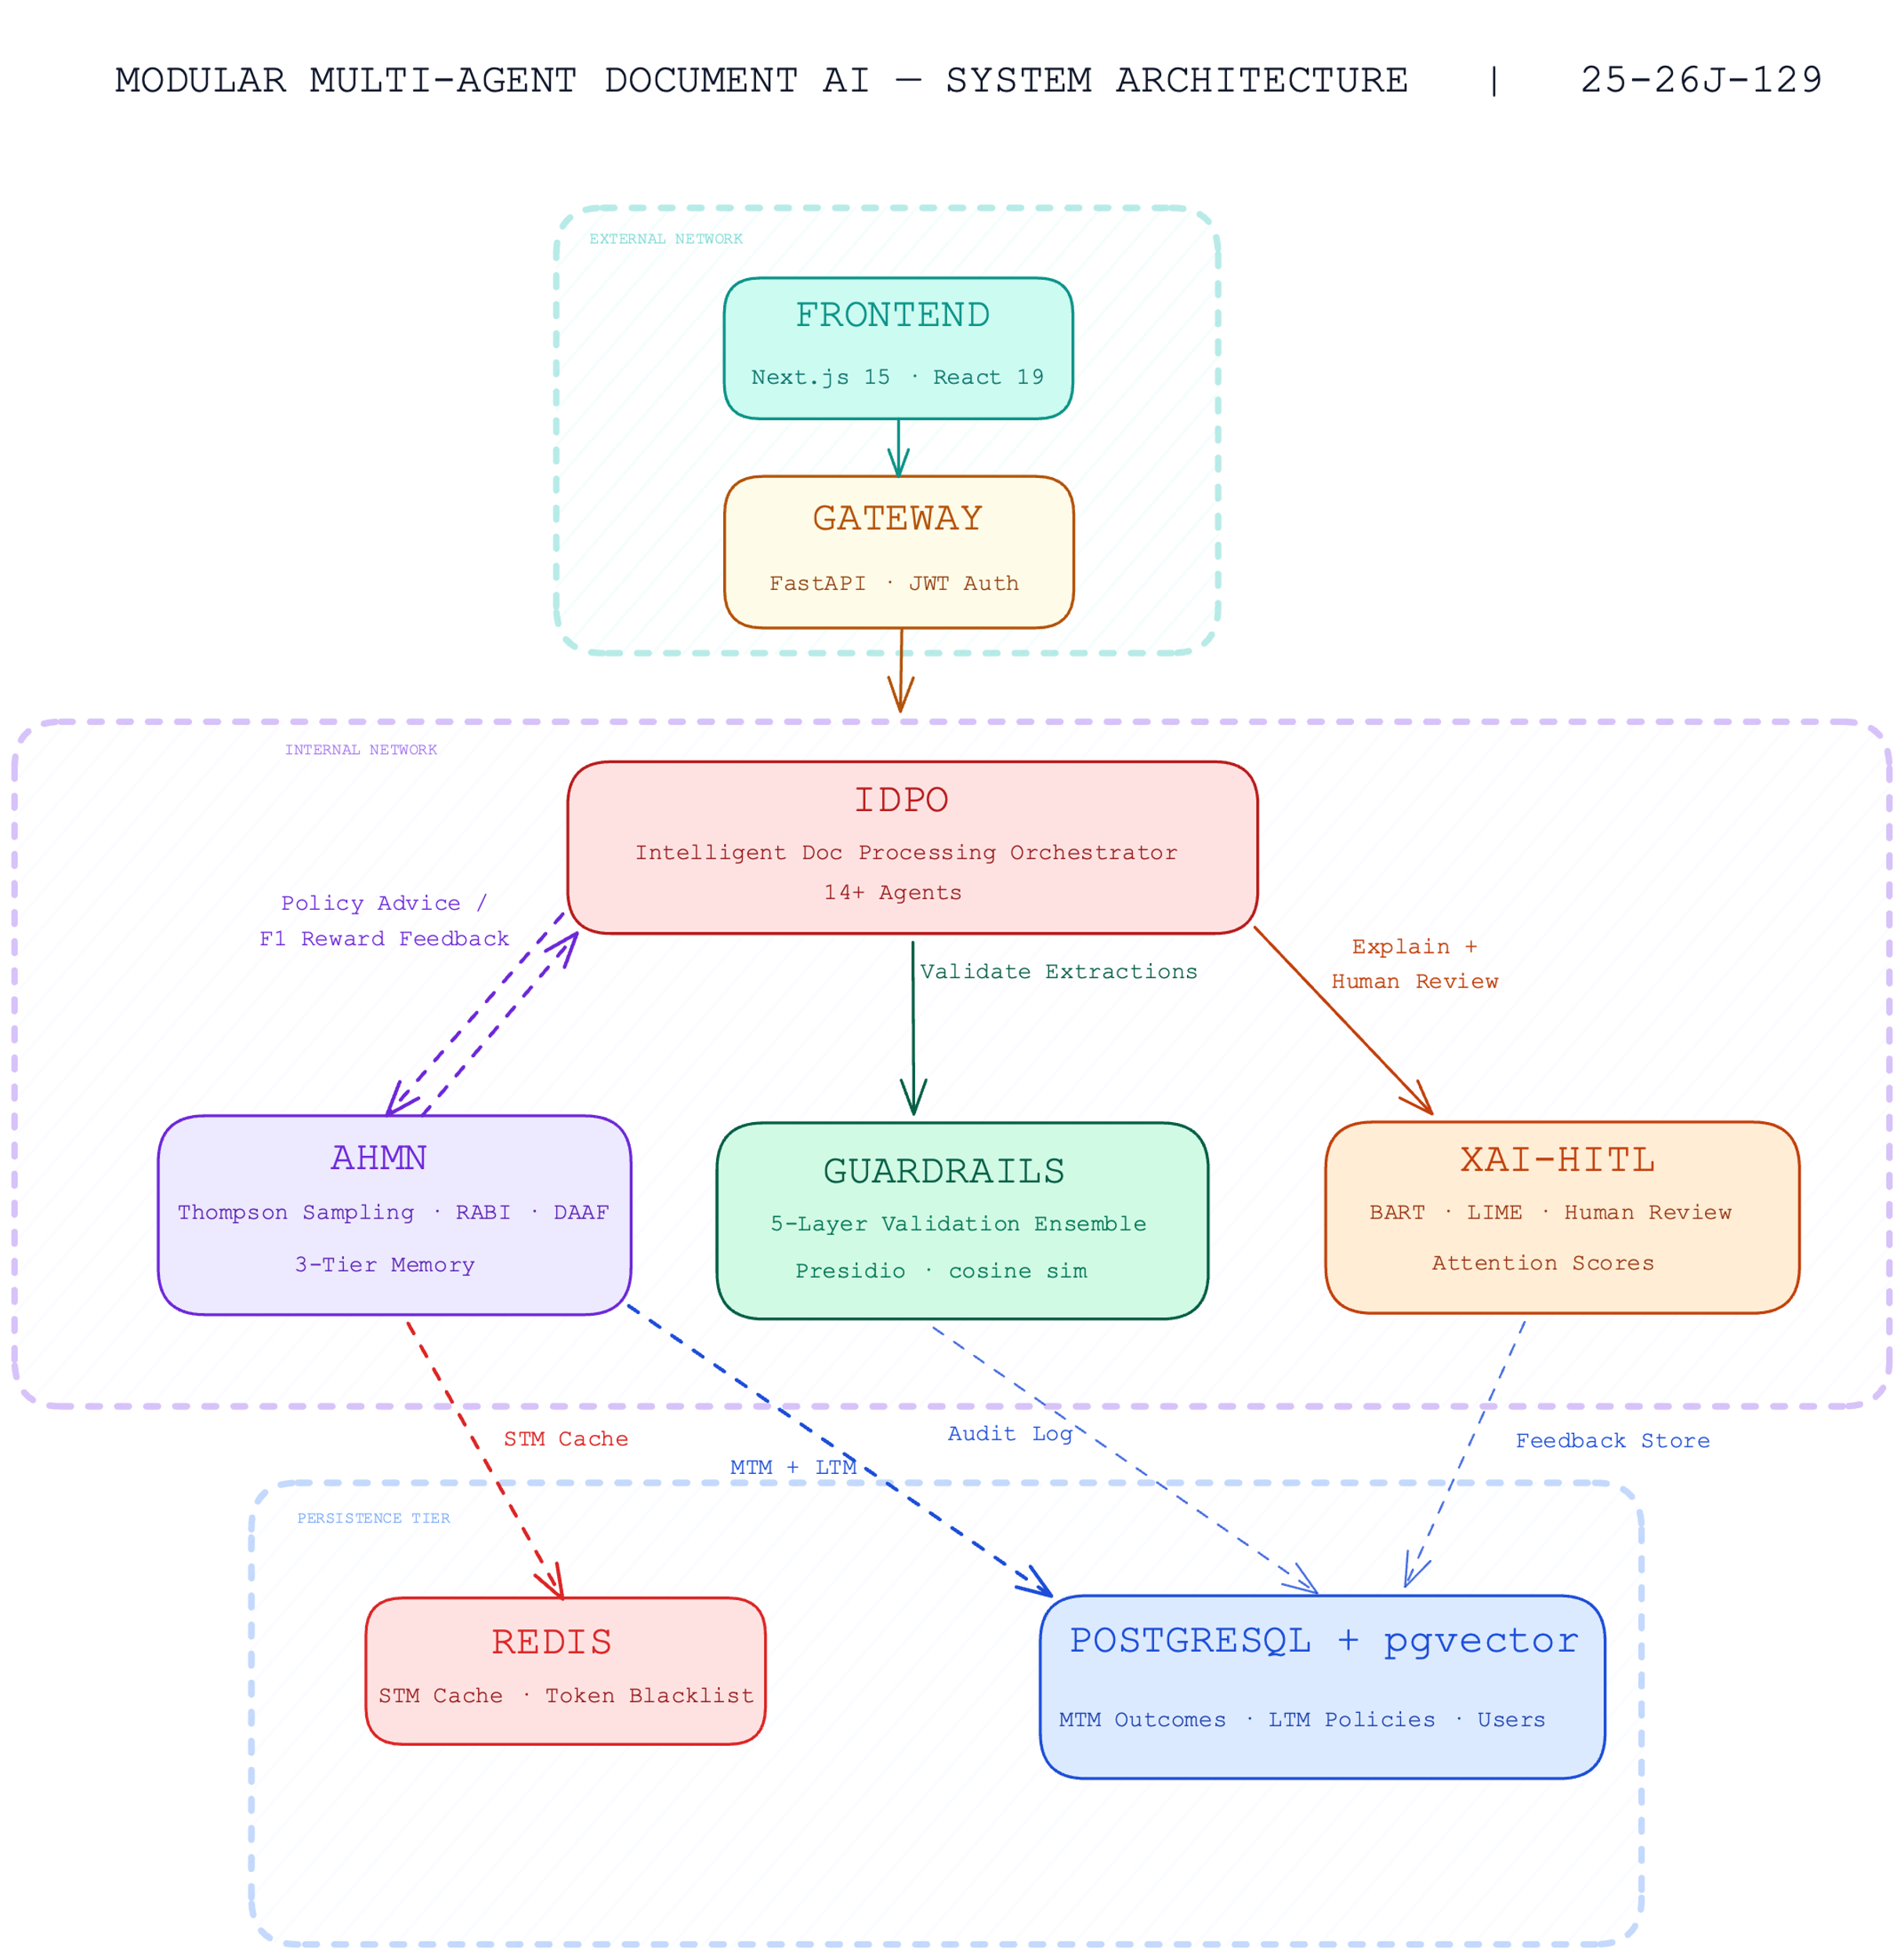 MODULAR MULTI-AGENT DOCUMENT AI — SYSTEM ARCHITECTURE | 25-26J-129
EXTERNAL NETWORK
FRONTEND
Next.js 15 · React 19
GATEWAY
FastAPI · JWT Auth
INTERNAL NETWORK
IDPO
Intelligent Doc Processing Orchestrator
14+ Agents
Policy Advice /
F1 Reward Feedback
Validate Extractions
Explain +
Human Review
AHMN
Thompson Sampling · RABI · DAAF
3-Tier Memory
GUARDRAILS
5-Layer Validation Ensemble
Presidio · cosine sim
XAI-HITL
BART · LIME · Human Review
Attention Scores
STM Cache
MTM + LTM
Audit Log
Feedback Store
PERSISTENCE TIER
REDIS
STM Cache · Token Blacklist
POSTGRESQL + pgvector
MTM Outcomes · LTM Policies · Users